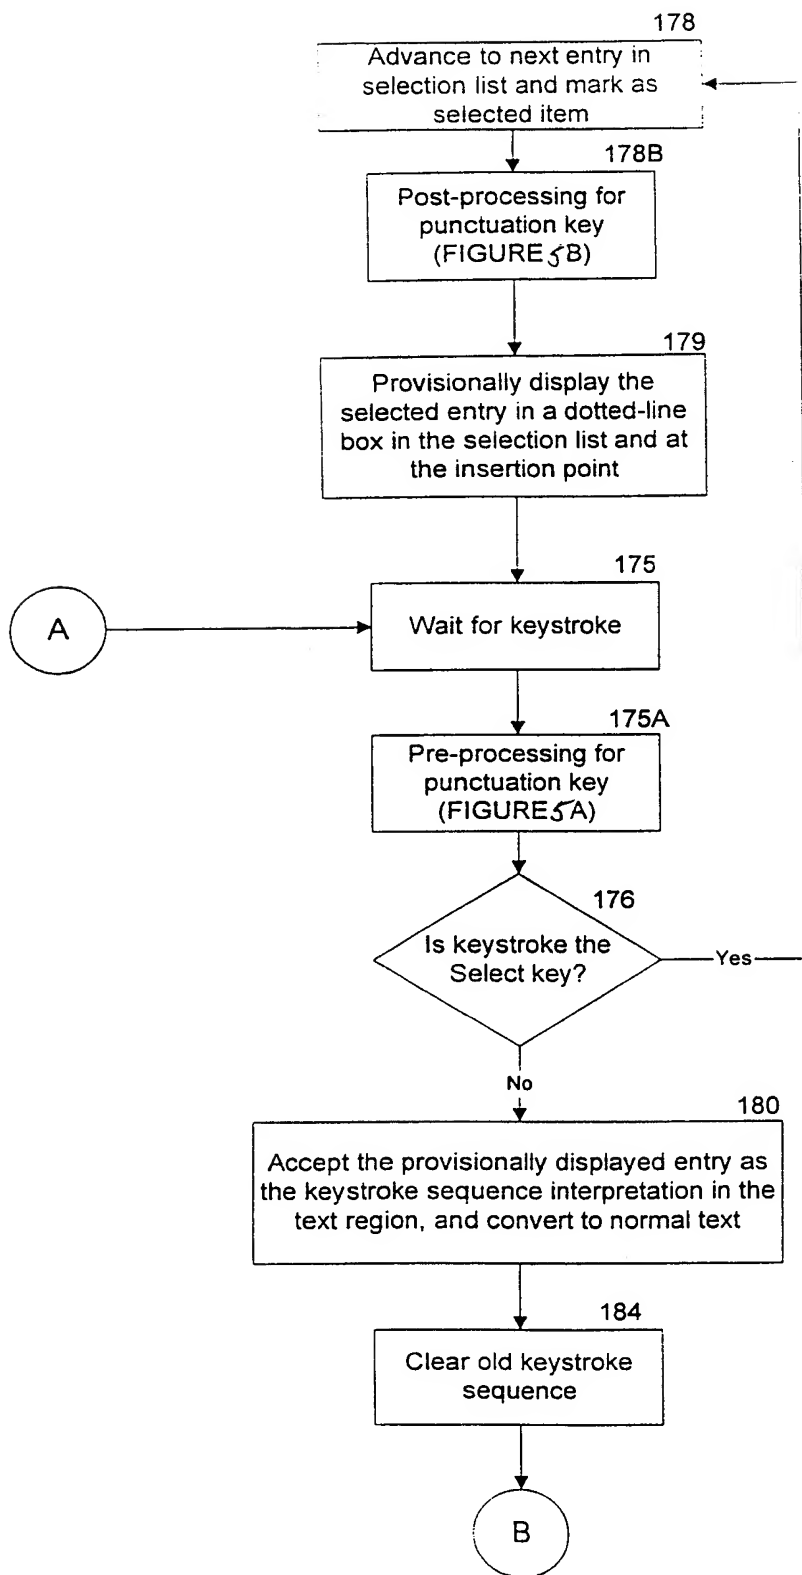 178
Advance to next entry in
selection list and mark as
selected item
178B
Post-processing for
punctuation key
(FIGURE 5B)
179
Provisionally display the
selected entry in a dotted-line
box in the selection list and at
the insertion point
175
A
Wait for keystroke
175A
Pre-processing for
punctuation key
(FIGURE 5A)
176
Is keystroke the
Select key?
Yes
No
180
Accept the provisionally displayed entry as
the keystroke sequence interpretation in the
text region, and convert to normal text
184
Clear old keystroke
sequence
B